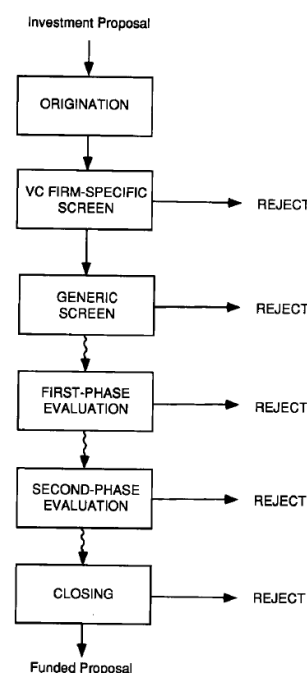 Investment Proposal
ORIGINATION
VC FIRM-SPECIFIC
SCREEN
REJECT
GENERIC
SCREEN
REJECT
FIRST-PHASE
EVALUATION
REJECT
SECOND-PHASE
EVALUATION
REJECT
CLOSING
REJECT
Funded Proposal